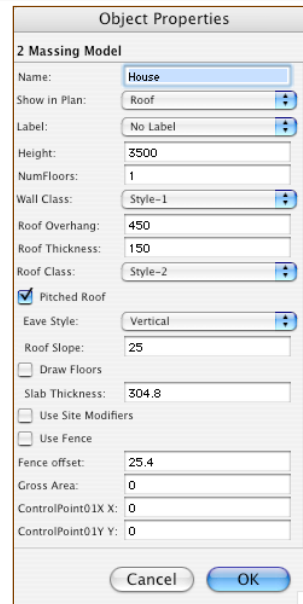 Object Properties
2 Massing Model
Name: House
Show in Plan: Roof
Label: No Label
Height: 3500
NumFloors: 1
Wall Class: Style-1
Roof Overhang: 450
Roof Thickness: 150
Roof Class: Style-2
Pitched Roof
Eave Style: Vertical
Roof Slope: 25
Draw Floors
Slab Thickness: 304.8
Use Site Modifiers
Use Fence
Fence offset: 25.4
Gross Area: 0
ControlPoint01X X: 0
ControlPoint01Y Y: 0
Cancel OK